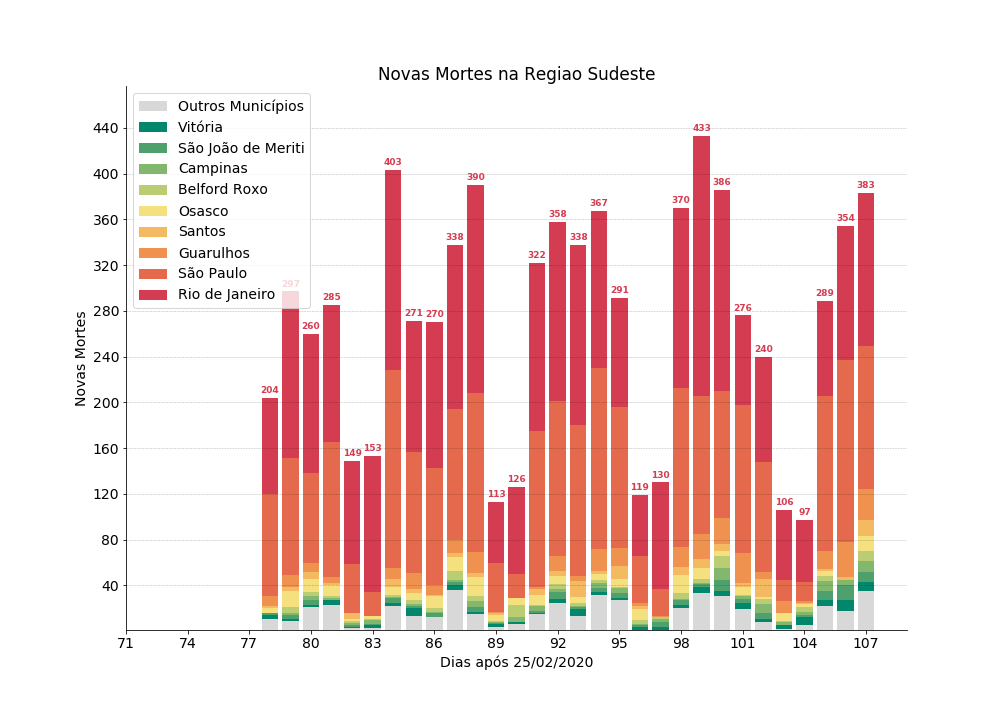 Novas Mortes na Regiao Sudeste
Outros Municípios
Vitória
São João de Meriti
Campinas
Belford Roxo
Osasco
Santos
Guarulhos
São Paulo
Rio de Janeiro
Novas Mortes
440
400
360
320
280
240
200
160
120
80
40
204
297
260
285
149
153
403
271
270
338
390
113
126
322
358
338
367
291
119
130
370
433
386
276
240
106
97
289
354
383
71 74 77 80 83 86 89 92 95 98 101 104 107
Dias após 25/02/2020